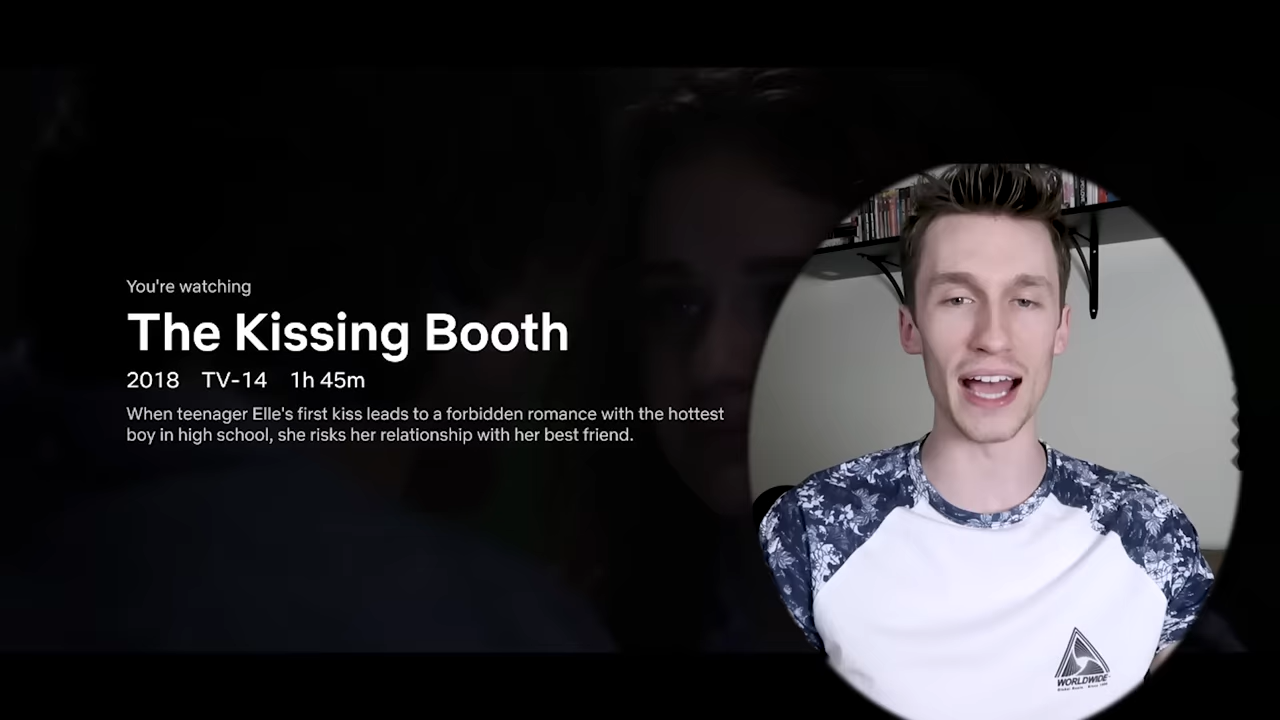 You're watching
The Kissing Booth
2018 TV-14 1h 45m
When teenager Elle's first kiss leads to a forbidden romance with the hottest
boy in high school, she risks her relationship with her best friend.
WORLDWIDE